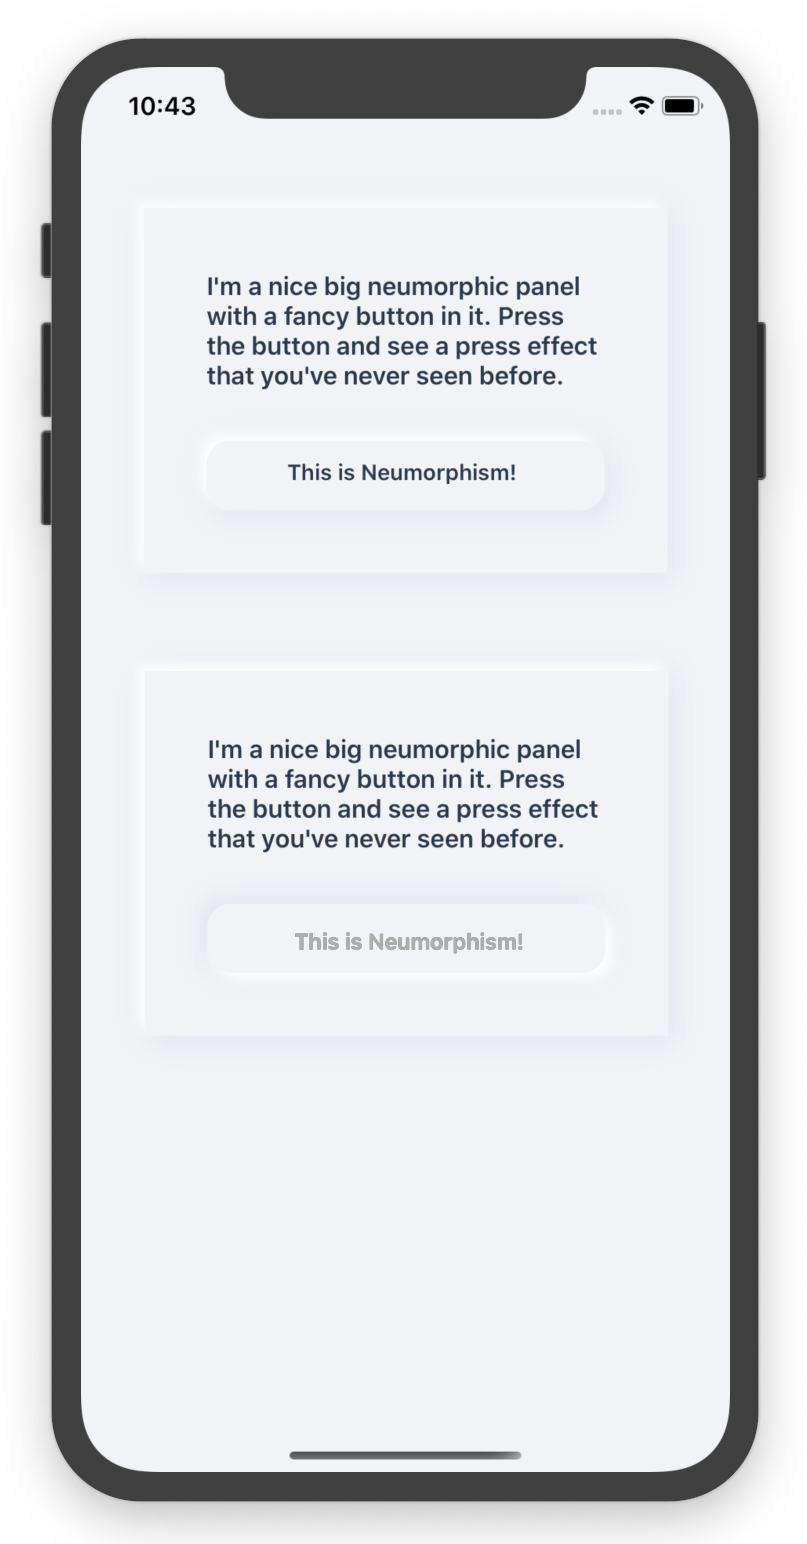 10:43
I'm a nice big neumorphic panel
with a fancy button in it. Press
the button and see a press effect
that you've never seen before.
This is Neumorphism!
I'm a nice big neumorphic panel
with a fancy button in it. Press
the button and see a press effect
that you've never seen before.
This is Neumorphism!